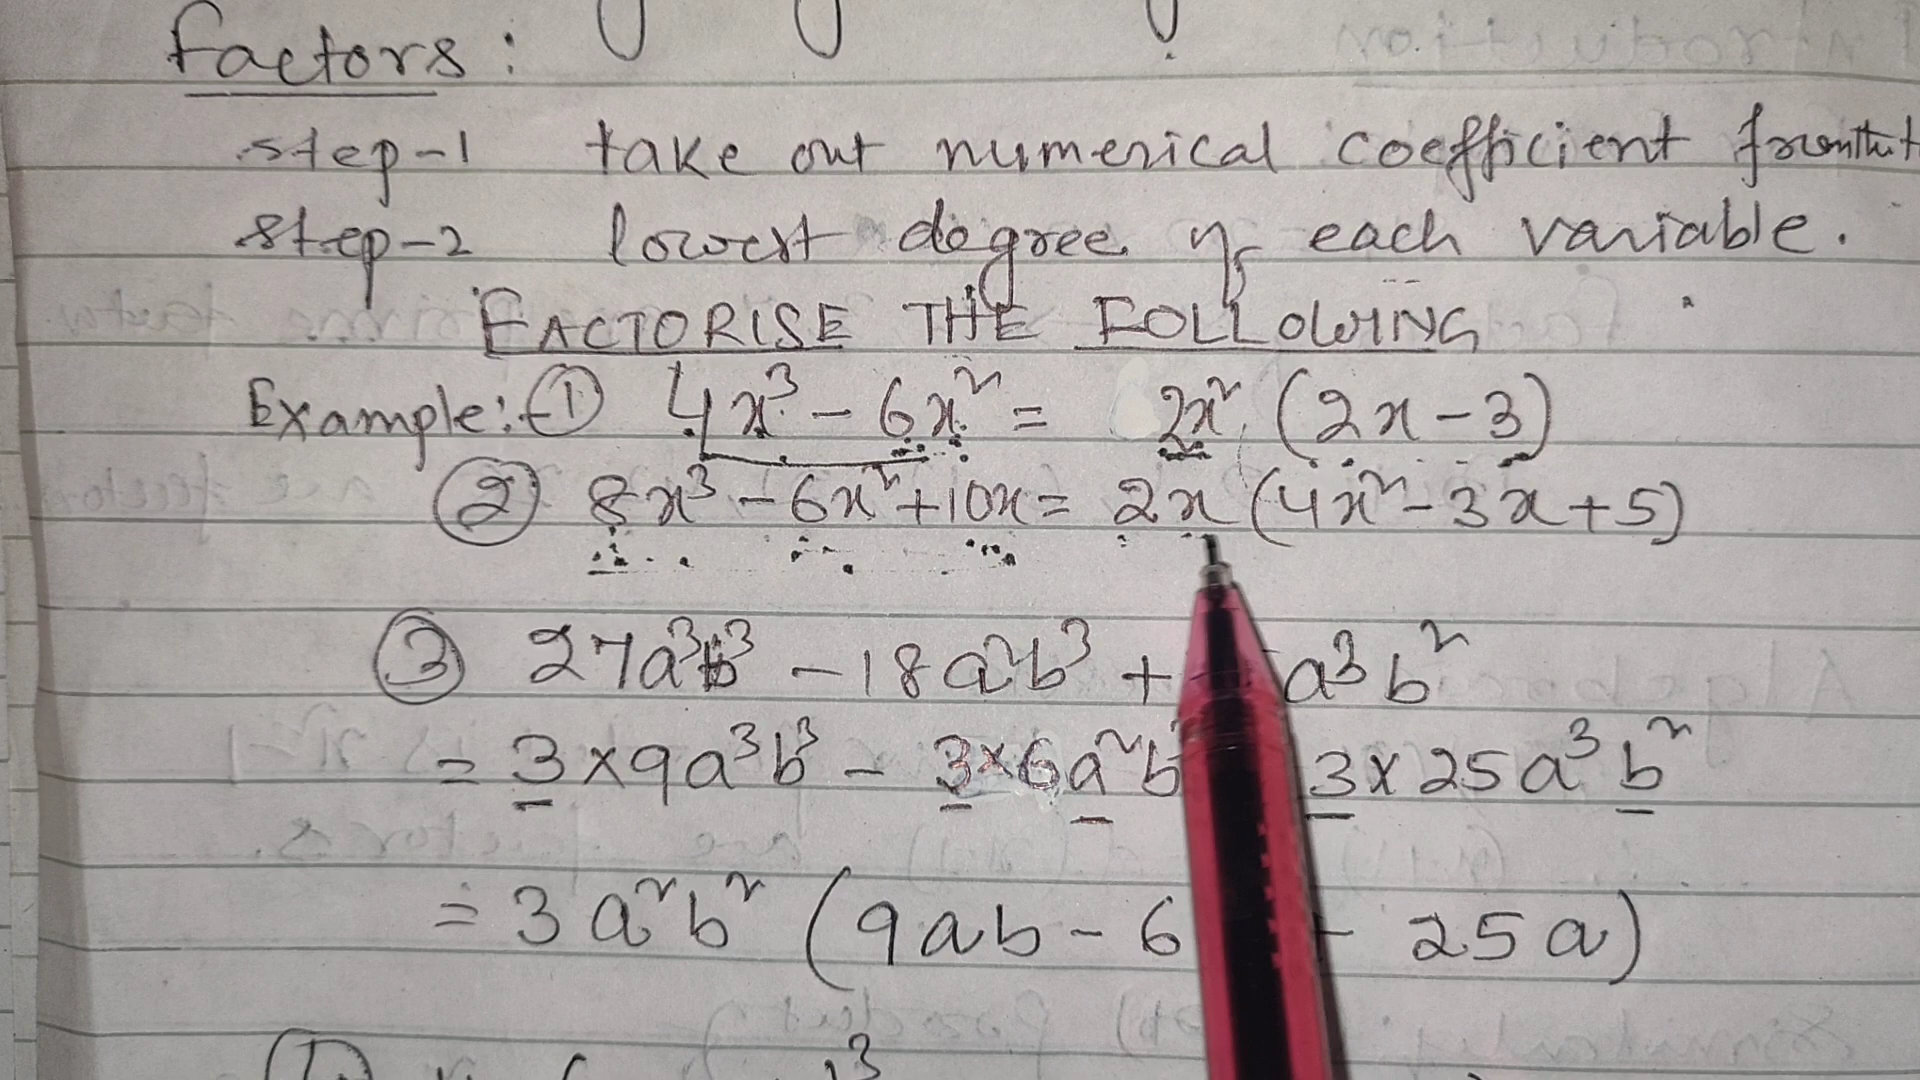 Factors:
step-1 take out numerical coefficient from
step-2 lowest degree of each variable.
FACTORISE THE FOLLOWING
Example:- ① 4x³ - 6x² = 2x² (2x - 3)
② 8x³ - 6x² + 10x = 2x (4x² - 3x + 5)
③ 27a³b³ - 18a²b³ + a³b²
= 3 × 9a³b³ - 3 × 6a²b 3 × 25a³b²
= 3a²b² (9ab - 6 + 25a)